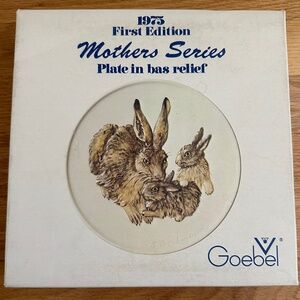 1975
First Edition
Mothers Series
Plate in bas relief
Goebel